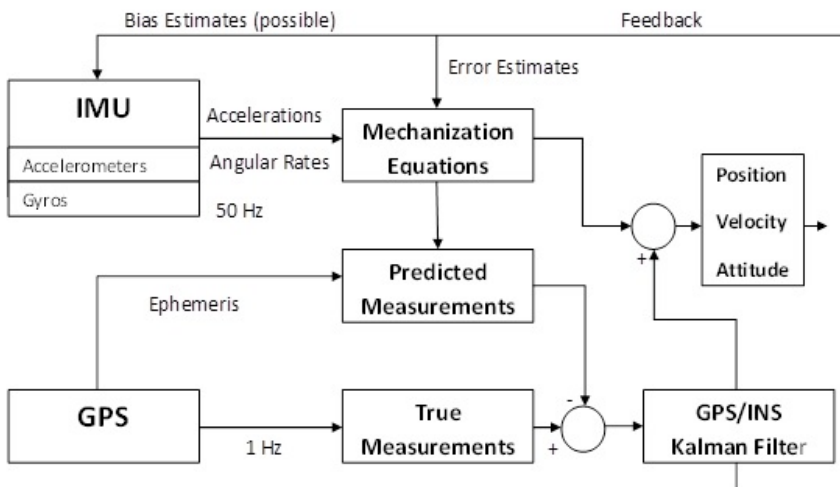 Bias Estimates (possible)
Feedback
Error Estimates
IMU
Accelerometers
Gyros
Accelerations
Angular Rates
50 Hz
Mechanization
Equations
Position
Velocity
Attitude
+
Predicted
Measurements
Ephemeris
GPS
1 Hz
True
Measurements
-
+
GPS/INS
Kalman Filter